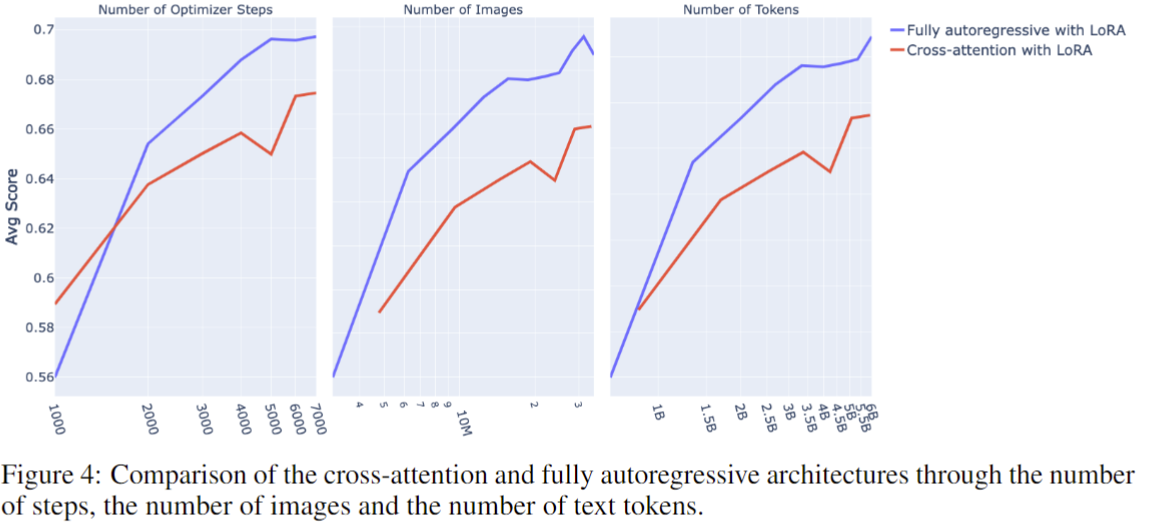 Number of Optimizer Steps
Number of Images
Number of Tokens
Fully autoregressive with LoRA
Cross-attention with LoRA
Avg Score
0.7
0.68
0.66
0.64
0.62
0.6
0.58
0.56
1000
2000
3000
4000
5000
6000
7000
4
5
6
7
8
9
10M
2
3
1B
1.5B
2B
2.5B
3B
3.5B
4B
4.5B
5B
5.5B
6B
Figure 4: Comparison of the cross-attention and fully autoregressive architectures through the number
of steps, the number of images and the number of text tokens.